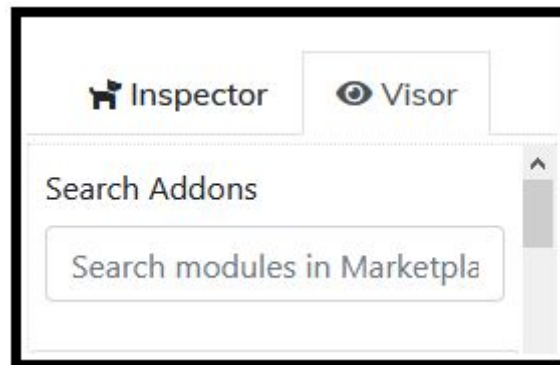 Inspector Visor
Search Addons
Search modules in Marketpla